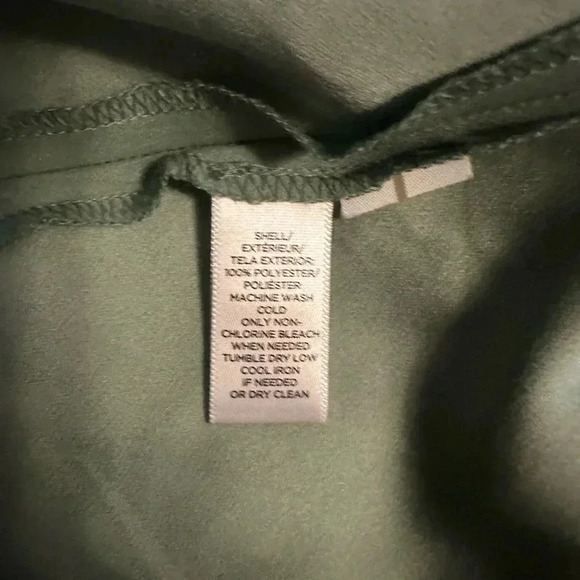 SHELL/
EXTÉRIEUR/
TELA EXTERIOR:
100% POLYESTER/
POLIÉSTER
MACHINE WASH
COLD
ONLY NON-
CHLORINE BLEACH
WHEN NEEDED
TUMBLE DRY LOW
COOL IRON
IF NEEDED
OR DRY CLEAN